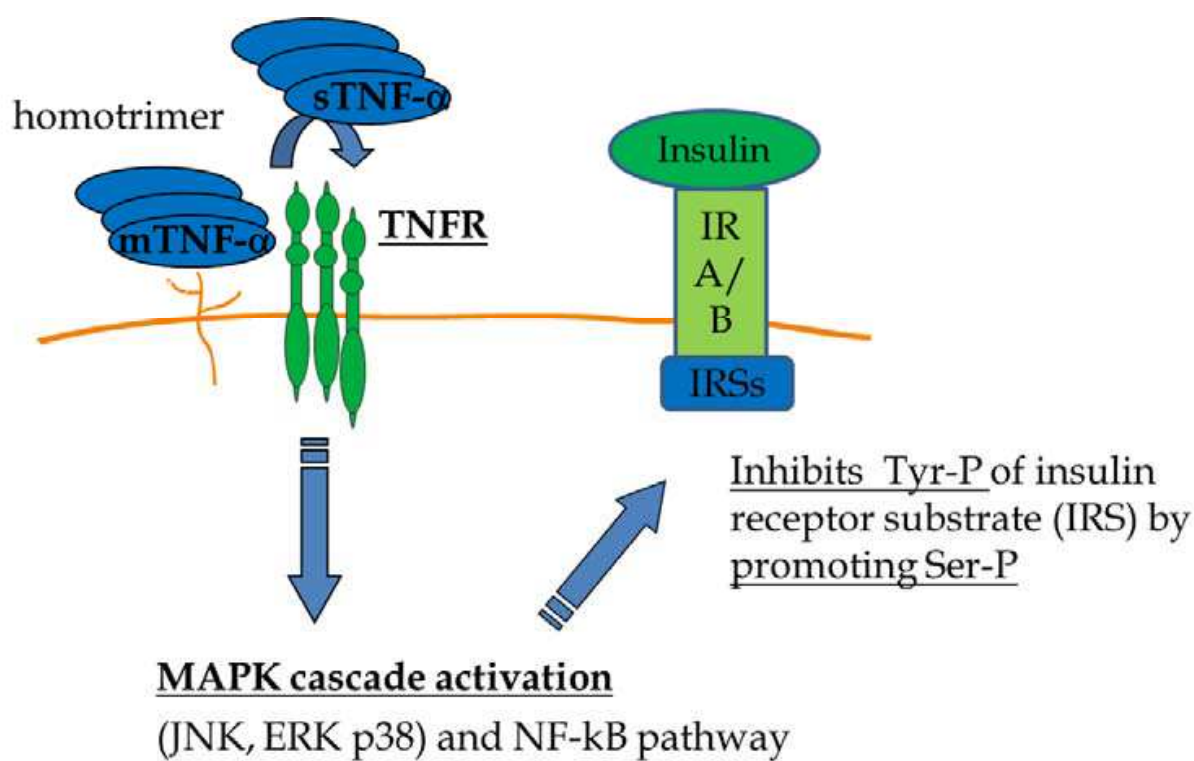 sTNF-α
homotrimer
mTNF-α
TNFR
Insulin
IR
A/
B
IRSs
Inhibits Tyr-P of insulin
receptor substrate (IRS) by
promoting Ser-P
MAPK cascade activation
(JNK, ERK p38) and NF-kB pathway